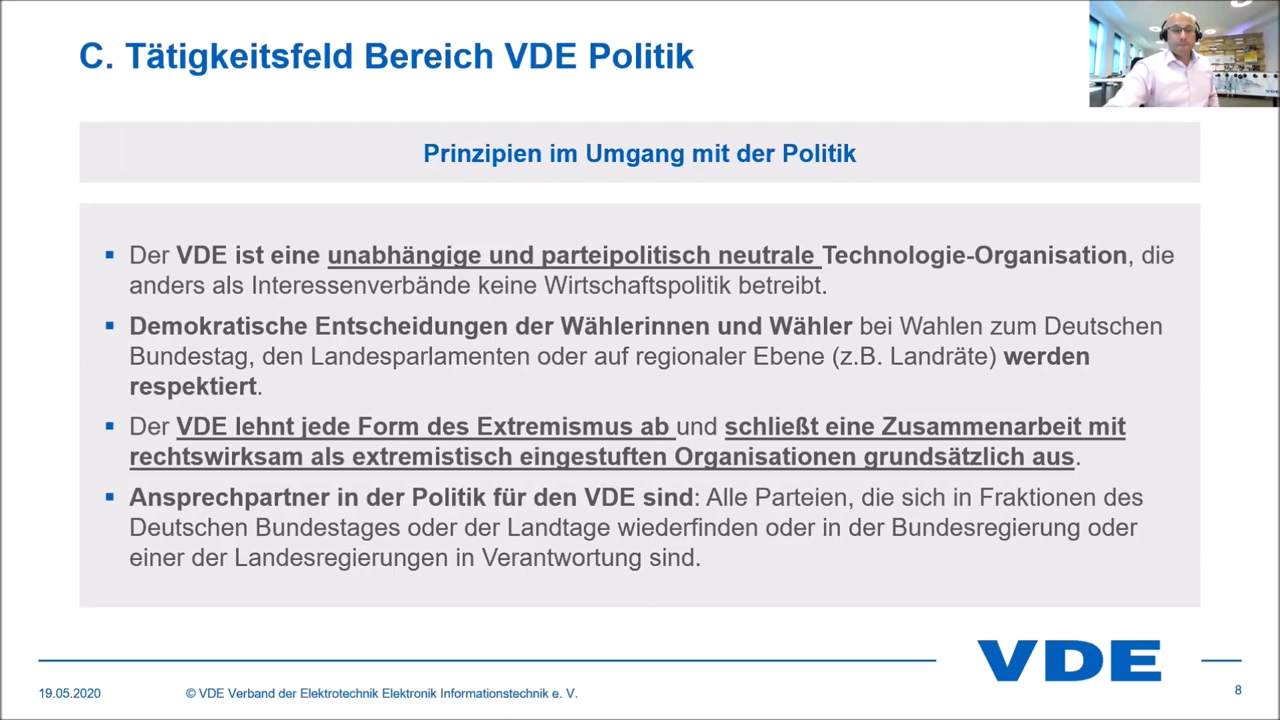 C. Tätigkeitsfeld Bereich VDE Politik
Prinzipien im Umgang mit der Politik
▪ Der VDE ist eine unabhängige und parteipolitisch neutrale Technologie-Organisation, die
anders als Interessenverbände keine Wirtschaftspolitik betreibt.
▪ Demokratische Entscheidungen der Wählerinnen und Wähler bei Wahlen zum Deutschen
Bundestag, den Landesparlamenten oder auf regionaler Ebene (z.B. Landräte) werden
respektiert.
▪ Der VDE lehnt jede Form des Extremismus ab und schließt eine Zusammenarbeit mit
rechtswirksam als extremistisch eingestuften Organisationen grundsätzlich aus.
▪ Ansprechpartner in der Politik für den VDE sind: Alle Parteien, die sich in Fraktionen des
Deutschen Bundestages oder der Landtage wiederfinden oder in der Bundesregierung oder
einer der Landesregierungen in Verantwortung sind.
VDE
VDE
19.05.2020
© VDE Verband der Elektrotechnik Elektronik Informationstechnik e. V.
8